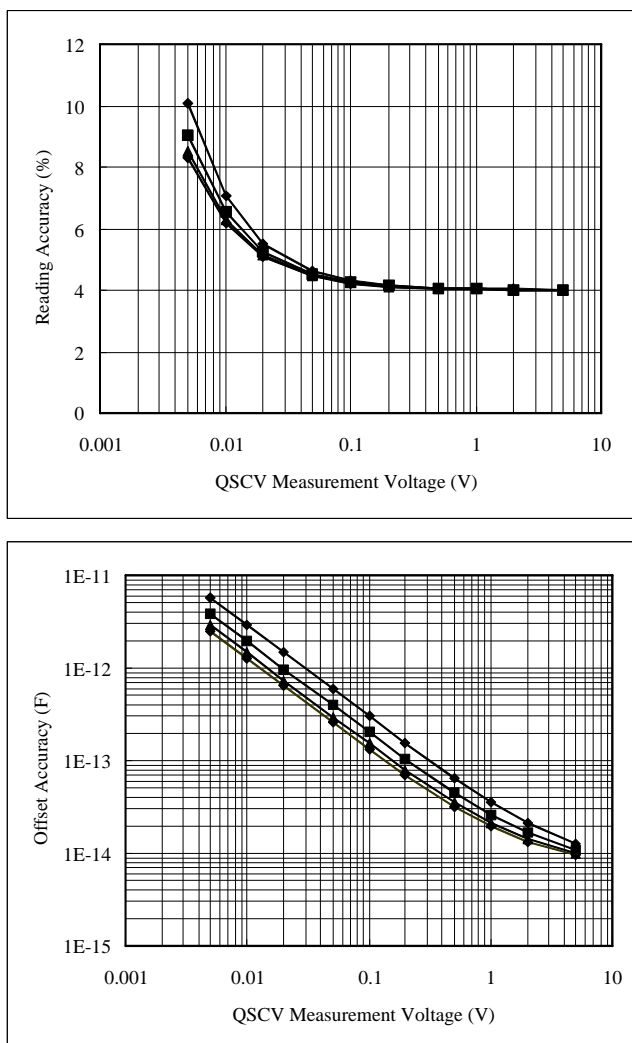 12
10
8
6
4
2
0
Reading Accuracy (%)
0.001 0.01 0.1 1 10
QSCV Measurement Voltage (V)
1E-11
1E-12
1E-13
1E-14
1E-15
Offset Accuracy (F)
0.001 0.01 0.1 1 10
QSCV Measurement Voltage (V)